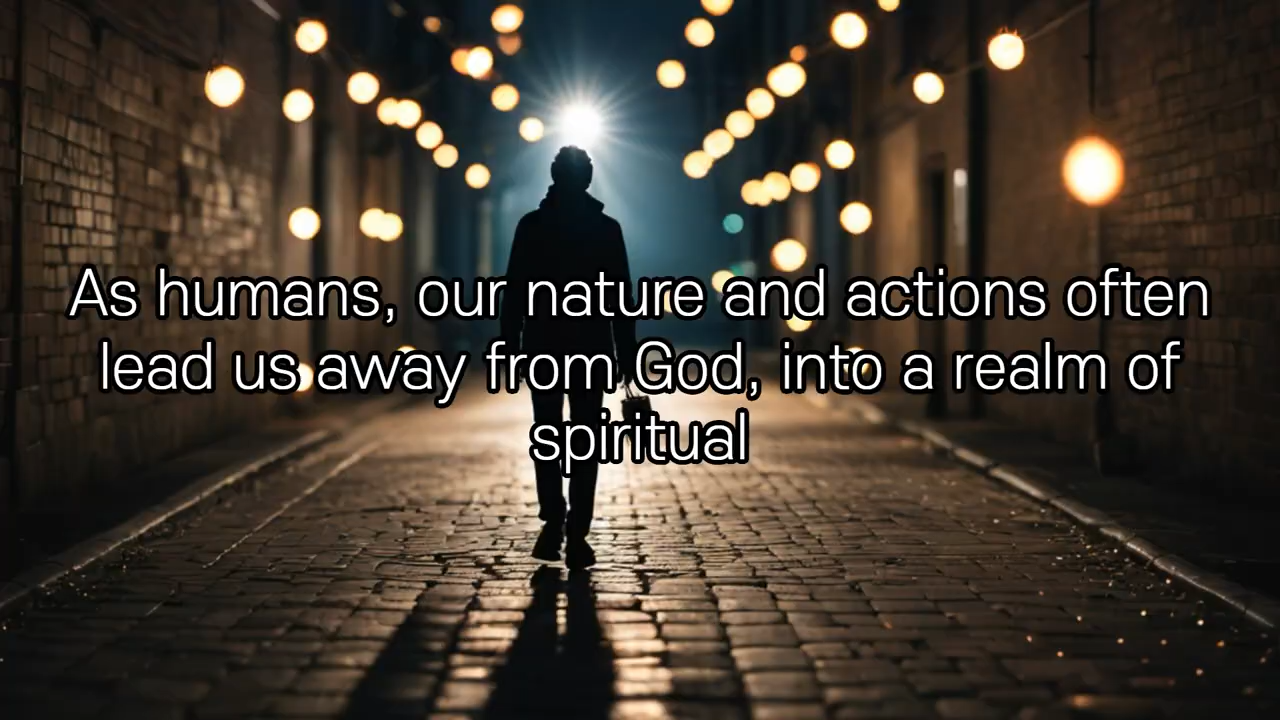 As humans, our nature and actions often
lead us away from God, into a realm of
spiritual